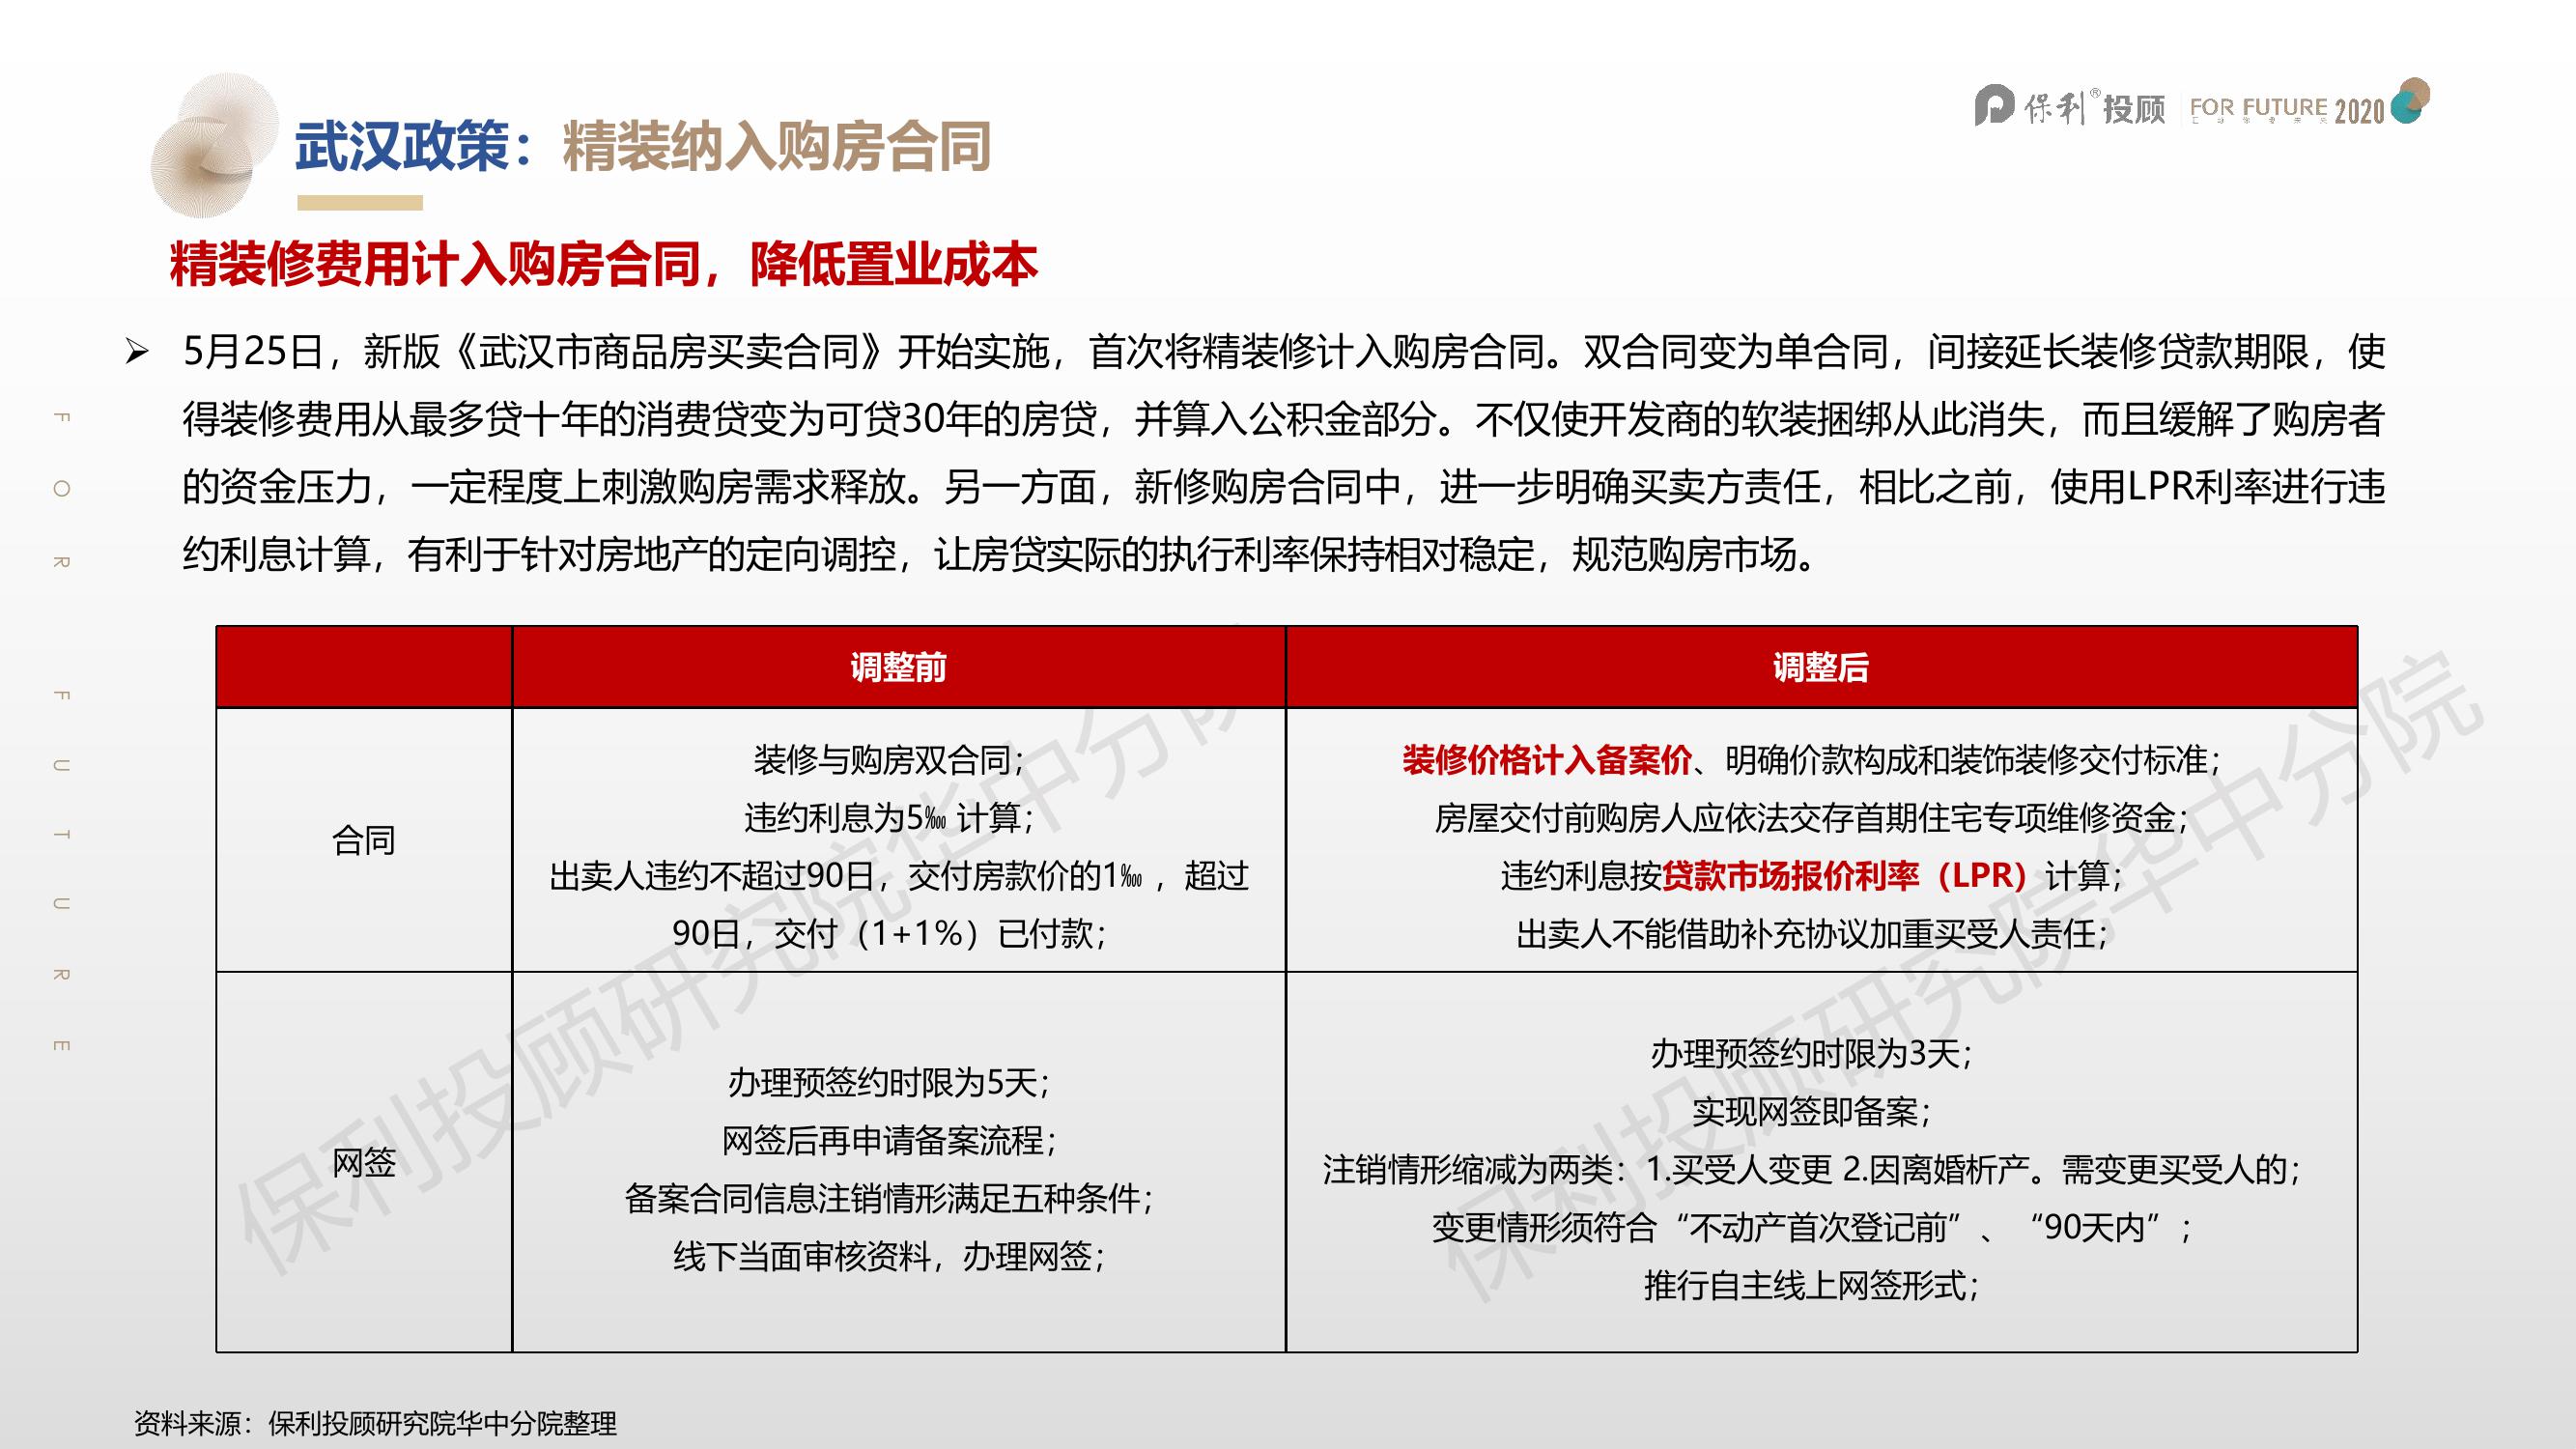 保利®投顾 FOR FUTURE 2020
武汉政策：精装纳入购房合同
精装修费用计入购房合同，降低置业成本
➢ 5月25日，新版《武汉市商品房买卖合同》开始实施，首次将精装修计入购房合同。双合同变为单合同，间接延长装修贷款期限，使
得装修费用从最多贷十年的消费贷变为可贷30年的房贷，并算入公积金部分。不仅使开发商的软装捆绑从此消失，而且缓解了购房者
的资金压力，一定程度上刺激购房需求释放。另一方面，新修购房合同中，进一步明确买卖方责任，相比之前，使用LPR利率进行违
约利息计算，有利于针对房地产的定向调控，让房贷实际的执行利率保持相对稳定，规范购房市场。
FOR FUTURE
调整前 调整后
合同
装修与购房双合同；
违约利息为5‱ 计算；
出卖人违约不超过90日，交付房款价的1‱ ，超过
90日，交付（1+1%）已付款；
装修价格计入备案价、明确价款构成和装饰装修交付标准；
房屋交付前购房人应依法交存首期住宅专项维修资金；
违约利息按贷款市场报价利率（LPR）计算；
出卖人不能借助补充协议加重买受人责任；
网签
办理预签约时限为5天；
网签后再申请备案流程；
备案合同信息注销情形满足五种条件；
线下当面审核资料，办理网签；
办理预签约时限为3天；
实现网签即备案；
注销情形缩减为两类：1.买受人变更 2.因离婚析产。需变更买受人的；
变更情形须符合“不动产首次登记前”、“90天内”；
推行自主线上网签形式；
保利投顾研究院华中分院
保利投顾研究院华中分院
资料来源：保利投顾研究院华中分院整理